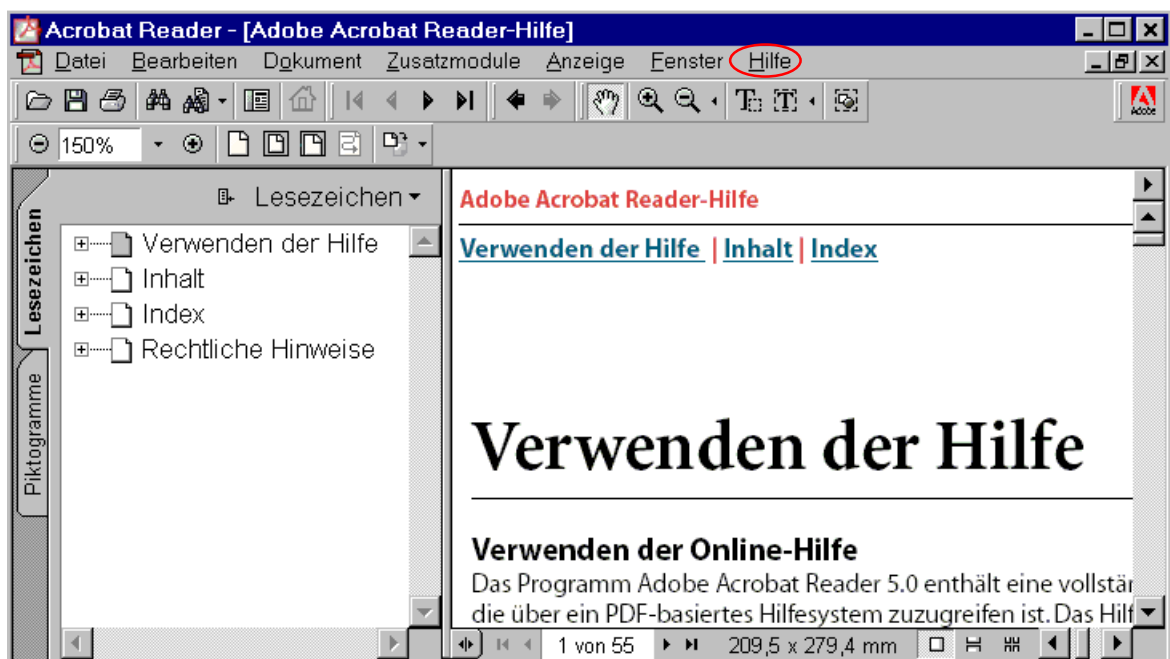 Acrobat Reader - [Adobe Acrobat Reader-Hilfe]
Datei Bearbeiten Dokument Zusatzmodule Anzeige Fenster Hilfe
Adobe
150%
Lesezeichen
Piktogramme
Lesezeichen
Verwenden der Hilfe
Inhalt
Index
Rechtliche Hinweise
Adobe Acrobat Reader-Hilfe
Verwenden der Hilfe | Inhalt | Index
Verwenden der Hilfe
Verwenden der Online-Hilfe
Das Programm Adobe Acrobat Reader 5.0 enthält eine vollstän
die über ein PDF-basiertes Hilfesystem zuzugreifen ist. Das Hilf
1 von 55 209,5 x 279,4 mm